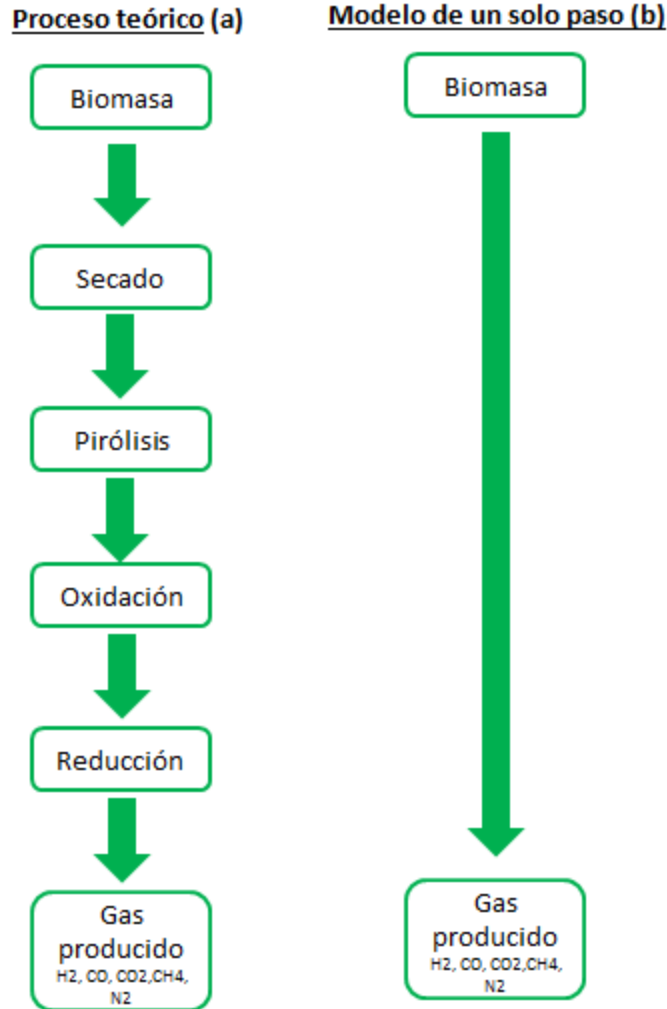 Proceso teórico (a)
Biomasa
Secado
Pirólisis
Oxidación
Reducción
Gas
producido
H2, CO, CO2,CH4,
N2
Modelo de un solo paso (b)
Biomasa
Gas
producido
H2, CO, CO2,CH4,
N2